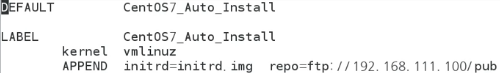 DEFAULT CentOS7_Auto_Install
LABEL CentOS7_Auto_Install
kernel vmlinuz
APPEND initrd=initrd.img repo=ftp://192.168.111.100/pub